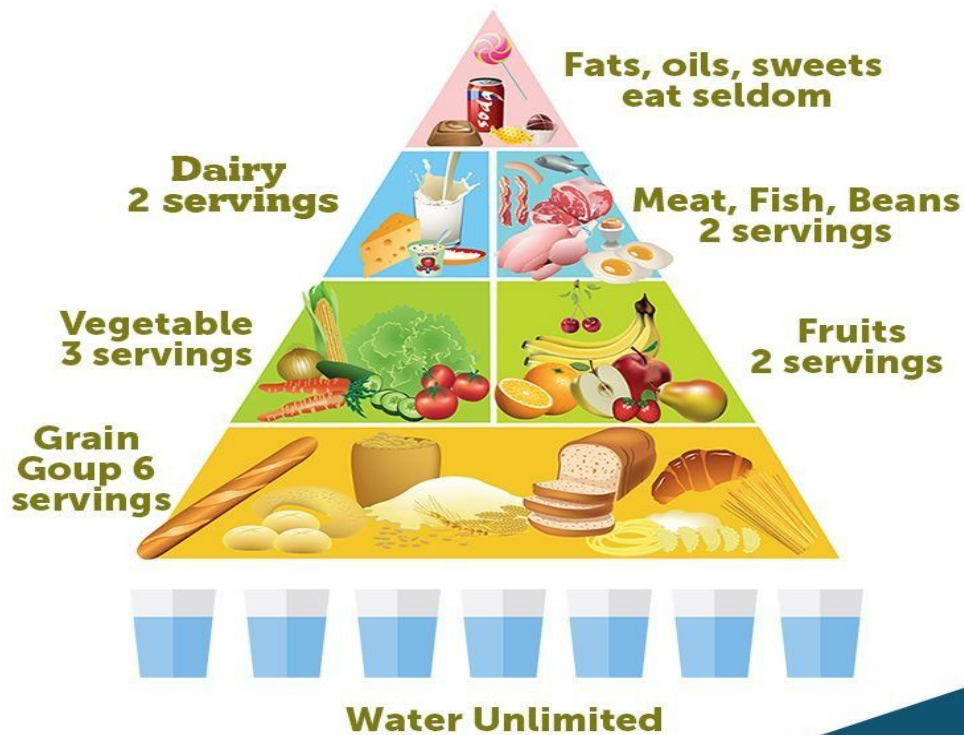 Fats, oils, sweets
eat seldom
soda
Dairy
2 servings
Meat, Fish, Beans
2 servings
Vegetable
3 servings
Fruits
2 servings
Grain
Goup 6
servings
Water Unlimited